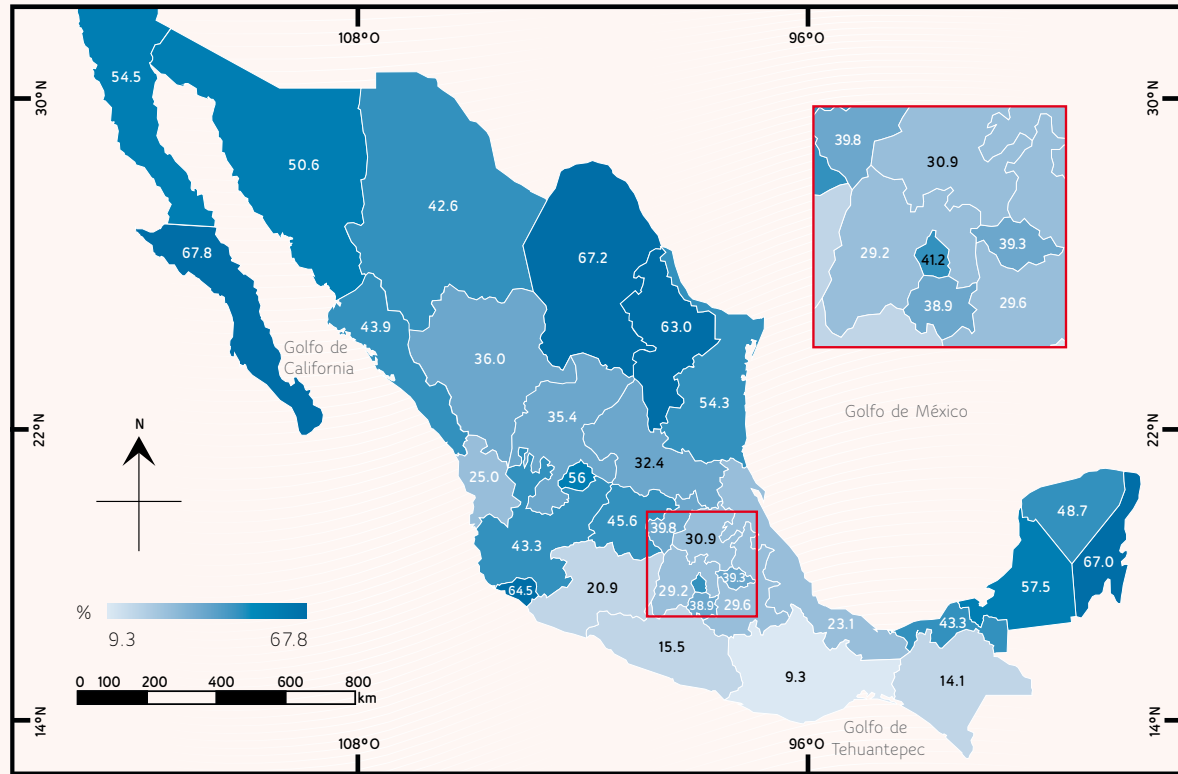 108°O
96°O
30°N
30°N
54.5
50.6
42.6
67.8
67.2
63.0
43.9
Golfo de
California
36.0
54.3
35.4
32.4
25.0
56
45.6
43.3
39.8
30.9
20.9
64.5
29.2
39.3
38.9
29.6
15.5
9.3
23.1
43.3
14.1
48.7
67.0
57.5
39.8
30.9
29.2
41.2
39.3
38.9
29.6
Golfo de México
22°N
22°N
N
%
9.3
67.8
0 100 200 400 600 800
km
14°N
14°N
Golfo de
Tehuantepec
108°O
96°O